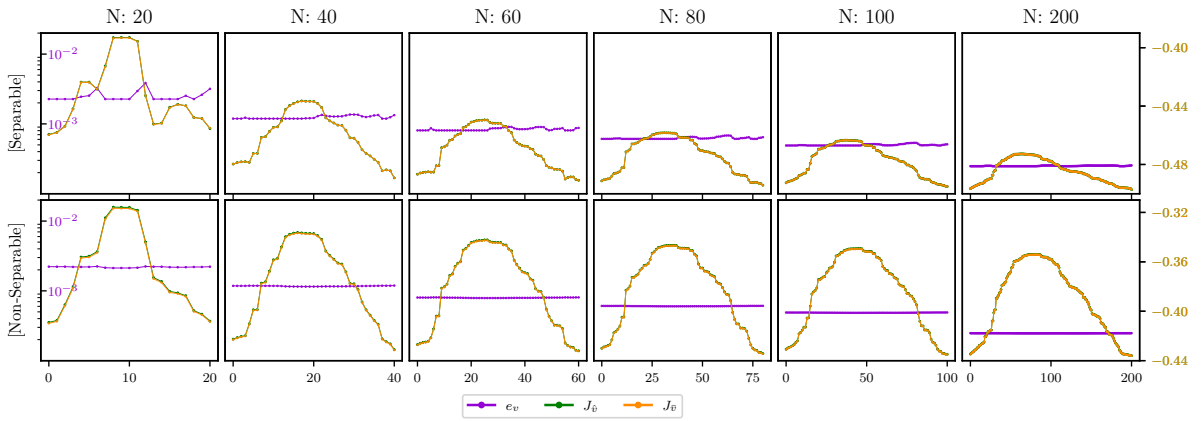 N: 20 N: 40 N: 60 N: 80 N: 100 N: 200
[Separable]
10⁻²
10⁻³
−0.40
−0.44
−0.48
[Non-Separable]
10⁻²
10⁻³
−0.32
−0.36
−0.40
−0.44
0 10 20 0 20 40 0 20 40 60 0 25 50 75 0 50 100 0 100 200
e_v J_v̂ J_v̄